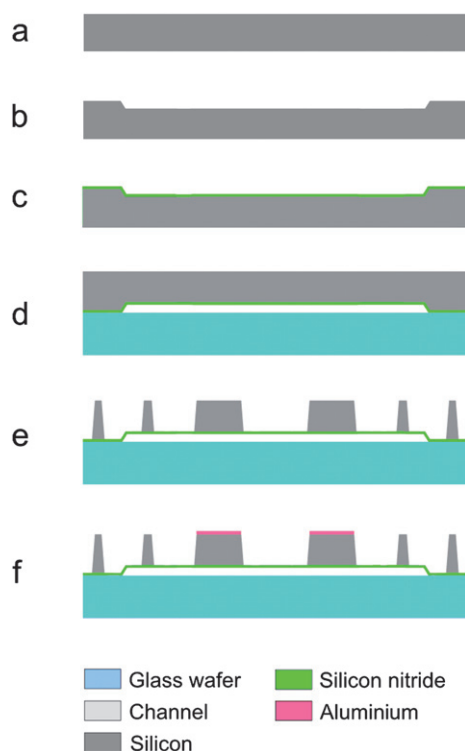 a
b
c
d
e
f
Glass wafer
Silicon nitride
Channel
Aluminium
Silicon